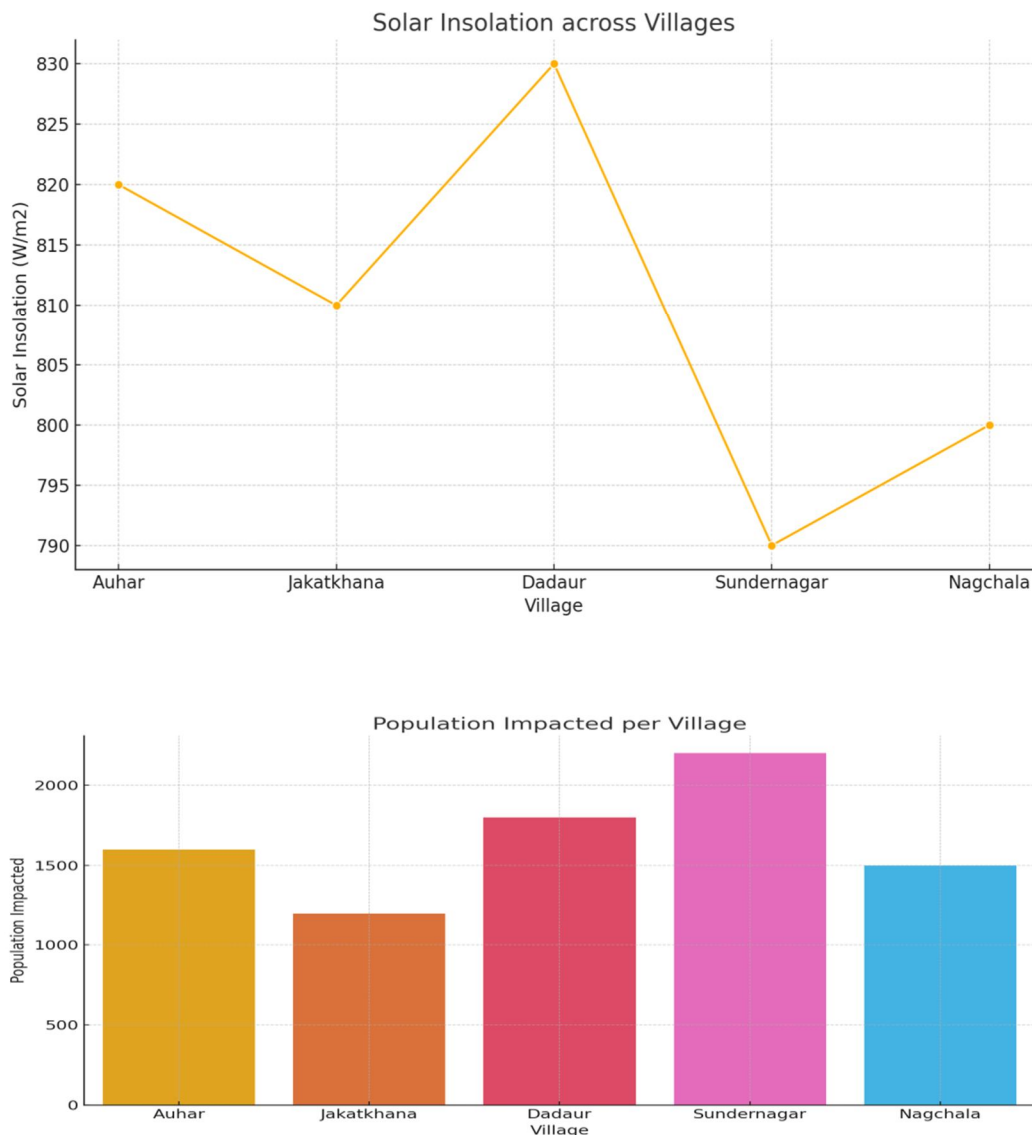 Solar Insolation across Villages
Solar Insolation (W/m2)
830
825
820
815
810
805
800
795
790
Auhar Jakatkhana Dadaur Sundernagar Nagchala
Village
Population Impacted per Village
Population Impacted
2000
1500
1000
500
0
Auhar Jakatkhana Dadaur Sundernagar Nagchala
Village